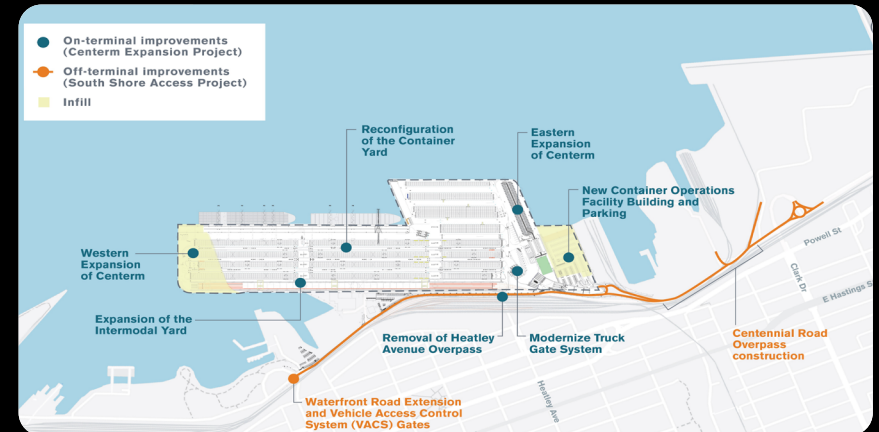 On-terminal improvements
(Centerm Expansion Project)
Off-terminal improvements
(South Shore Access Project)
Infill
Reconfiguration
of the Container
Yard
Eastern
Expansion
of Centerm
New Container Operations
Facility Building and
Parking
Western
Expansion
of Centerm
Expansion of the
Intermodal Yard
Removal of Heatley
Avenue Overpass
Modernize Truck
Gate System
Centennial Road
Overpass
construction
Waterfront Road Extension
and Vehicle Access Control
System (VACS) Gates
Powell St
Clark Dr
E Hastings S
Heatley Ave